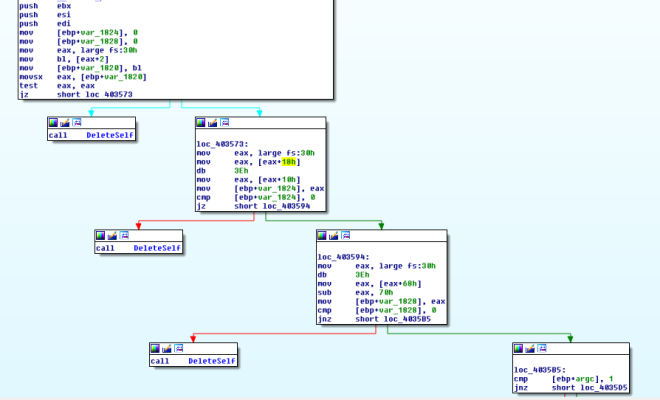 push ebx
push esi
push edi
mov [ebp+var_1824], 0
mov [ebp+var_1828], 0
mov eax, large fs:30h
mov bl, [eax+2]
mov [ebp+var_1820], bl
movsx eax, [ebp+var_1820]
test eax, eax
jz short loc_403573
call DeleteSelf
loc_403573:
mov eax, large fs:30h
mov eax, [eax+18h]
db 3Eh
mov eax, [eax+10h]
mov [ebp+var_1824], eax
cmp [ebp+var_1824], 0
jz short loc_403594
call DeleteSelf
loc_403594:
mov eax, large fs:30h
db 3Eh
mov eax, [eax+68h]
sub eax, 70h
mov [ebp+var_1828], eax
cmp [ebp+var_1828], 0
jnz short loc_4035B5
call DeleteSelf
loc_4035B5:
cmp [ebp+argc], 1
jnz short loc_4035D5